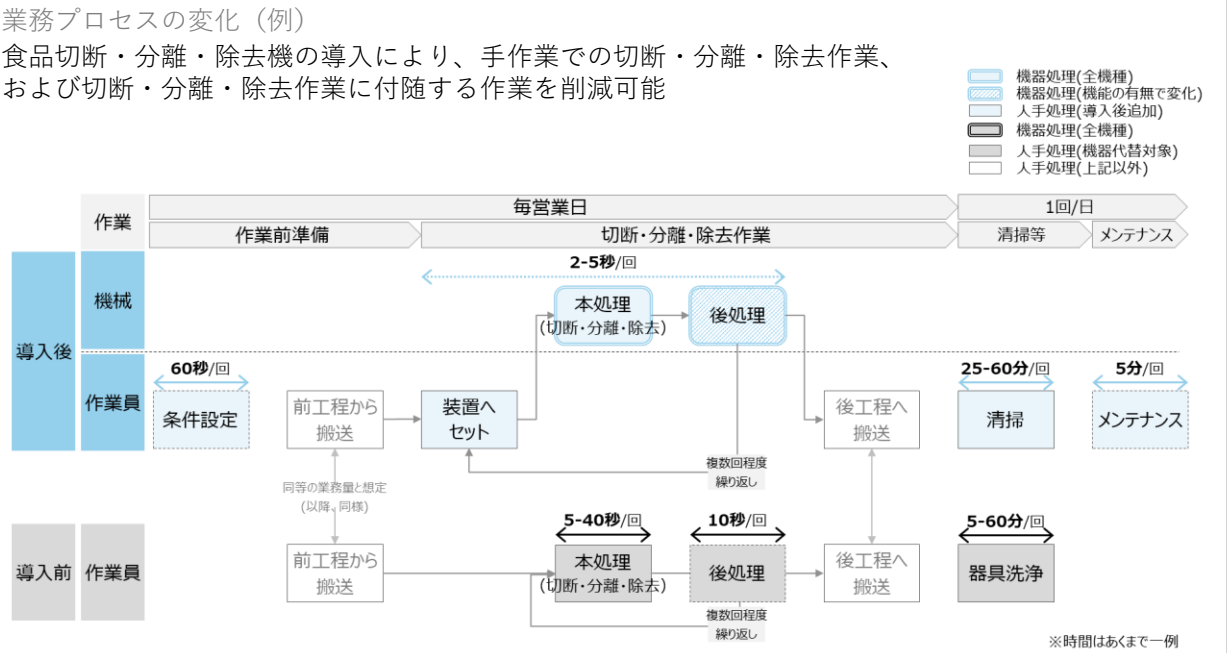 業務プロセスの変化（例）
食品切断・分離・除去機の導入により、手作業での切断・分離・除去作業、
および切断・分離・除去作業に付随する作業を削減可能
機器処理(全機種)
機器処理(機能の有無で変化)
人手処理(導入後追加)
機器処理(全機種)
人手処理(機器代替対象)
人手処理(上記以外)
作業
毎営業日
1回/日
作業前準備
切断・分離・除去作業
清掃等
メンテナンス
導入後
機械
2-5秒/回
本処理
(切断・分離・除去)
後処理
作業員
60秒/回
条件設定
前工程から
搬送
装置へ
セット
後工程へ
搬送
25-60分/回
清掃
5分/回
メンテナンス
複数回程度
繰り返し
同等の業務量と想定
(以降、同様)
導入前
作業員
前工程から
搬送
5-40秒/回
本処理
(切断・分離・除去)
10秒/回
後処理
後工程へ
搬送
5-60分/回
器具洗浄
複数回程度
繰り返し
※時間はあくまで一例